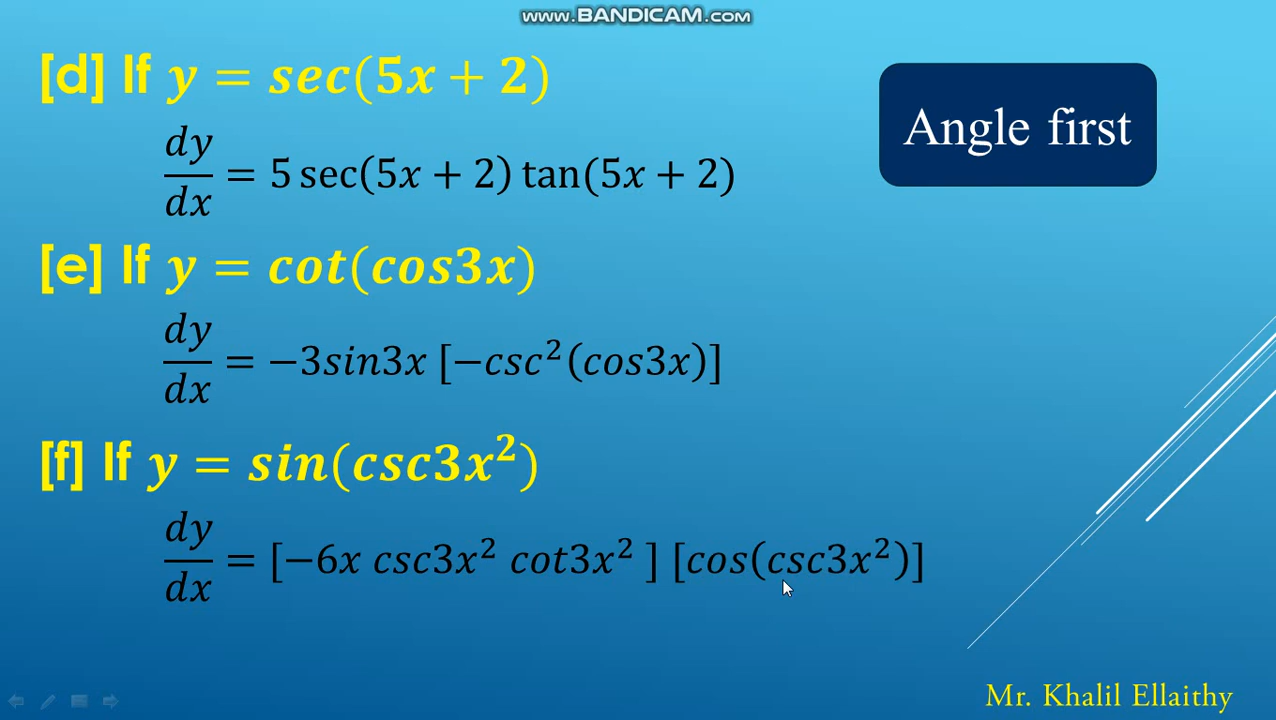 www.BANDICAM.com
[d] If y = sec(5x + 2)
Angle first
dy/dx = 5 sec(5x + 2) tan(5x + 2)
[e] If y = cot(cos3x)
dy/dx = −3sin3x [−csc²(cos3x)]
[f] If y = sin(csc3x²)
dy/dx = [−6x csc3x² cot3x² ] [cos(csc3x²)]
Mr. Khalil Ellaithy